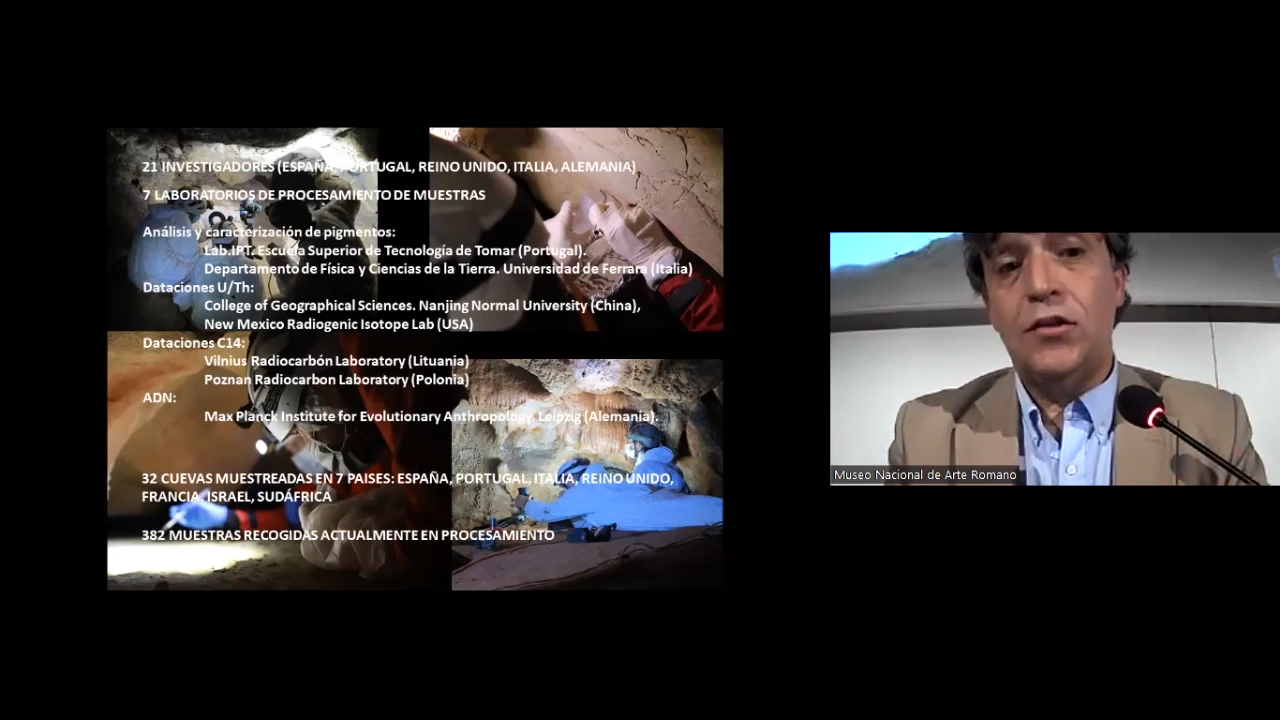 21 INVESTIGADORES (ESPAÑA, PORTUGAL, REINO UNIDO, ITALIA, ALEMANIA)
7 LABORATORIOS DE PROCESAMIENTO DE MUESTRAS
Análisis y caracterización de pigmentos:
Lab.IPT. Escuela Superior de Tecnología de Tomar (Portugal).
Departamento de Física y Ciencias de la Tierra. Universidad de Ferrara (Italia)
Dataciones U/Th:
College of Geographical Sciences. Nanjing Normal University (China),
New Mexico Radiogenic Isotope Lab (USA)
Dataciones C14:
Vilnius Radiocarbón Laboratory (Lituania)
Poznan Radiocarbon Laboratory (Polonia)
ADN:
Max Planck Institute for Evolutionary Anthropology. Leipzig (Alemania).
32 CUEVAS MUESTREADAS EN 7 PAISES: ESPAÑA, PORTUGAL, ITALIA, REINO UNIDO,
FRANCIA, ISRAEL, SUDÁFRICA
382 MUESTRAS RECOGIDAS ACTUALMENTE EN PROCESAMIENTO
Museo Nacional de Arte Romano